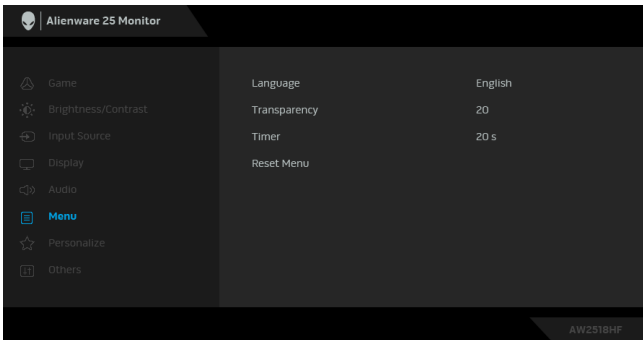 Alienware 25 Monitor
Game
Brightness/Contrast
Input Source
Display
Audio
Menu
Personalize
Others
Language English
Transparency 20
Timer 20 s
Reset Menu
AW2518HF